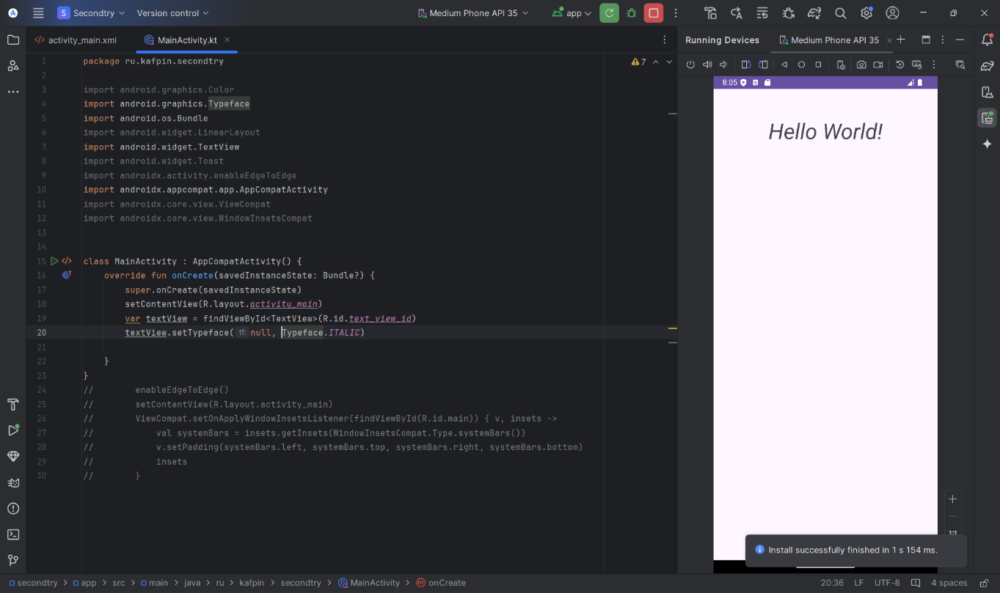 S Secondtry
Version control
Medium Phone API 35
app
activity_main.xml
MainActivity.kt
Running Devices
Medium Phone API 35
7
1 package ru.kafpin.secondtry
2
3 import android.graphics.Color
4 import android.graphics.Typeface
5 import android.os.Bundle
6 import android.widget.LinearLayout
7 import android.widget.TextView
8 import android.widget.Toast
9 import androidx.activity.enableEdgeToEdge
10 import androidx.appcompat.app.AppCompatActivity
11 import androidx.core.view.ViewCompat
12 import androidx.core.view.WindowInsetsCompat
13
14
15 class MainActivity : AppCompatActivity() {
16 override fun onCreate(savedInstanceState: Bundle?) {
17 super.onCreate(savedInstanceState)
18 setContentView(R.layout.activity_main)
19 var textView = findViewById<TextView>(R.id.text_view_id)
20 textView.setTypeface( tf: null, Typeface.ITALIC)
21
22 }
23 }
24 // enableEdgeToEdge()
25 // setContentView(R.layout.activity_main)
26 // ViewCompat.setOnApplyWindowInsetsListener(findViewById(R.id.main)) { v, insets ->
27 // val systemBars = insets.getInsets(WindowInsetsCompat.Type.systemBars())
28 // v.setPadding(systemBars.left, systemBars.top, systemBars.right, systemBars.bottom)
29 // insets
30 // }
8:05
Hello World!
1:1
Install successfully finished in 1 s 154 ms.
secondtry > app > src > main > java > ru > kafpin > secondtry > MainActivity > onCreate
20:36 LF UTF-8 4 spaces